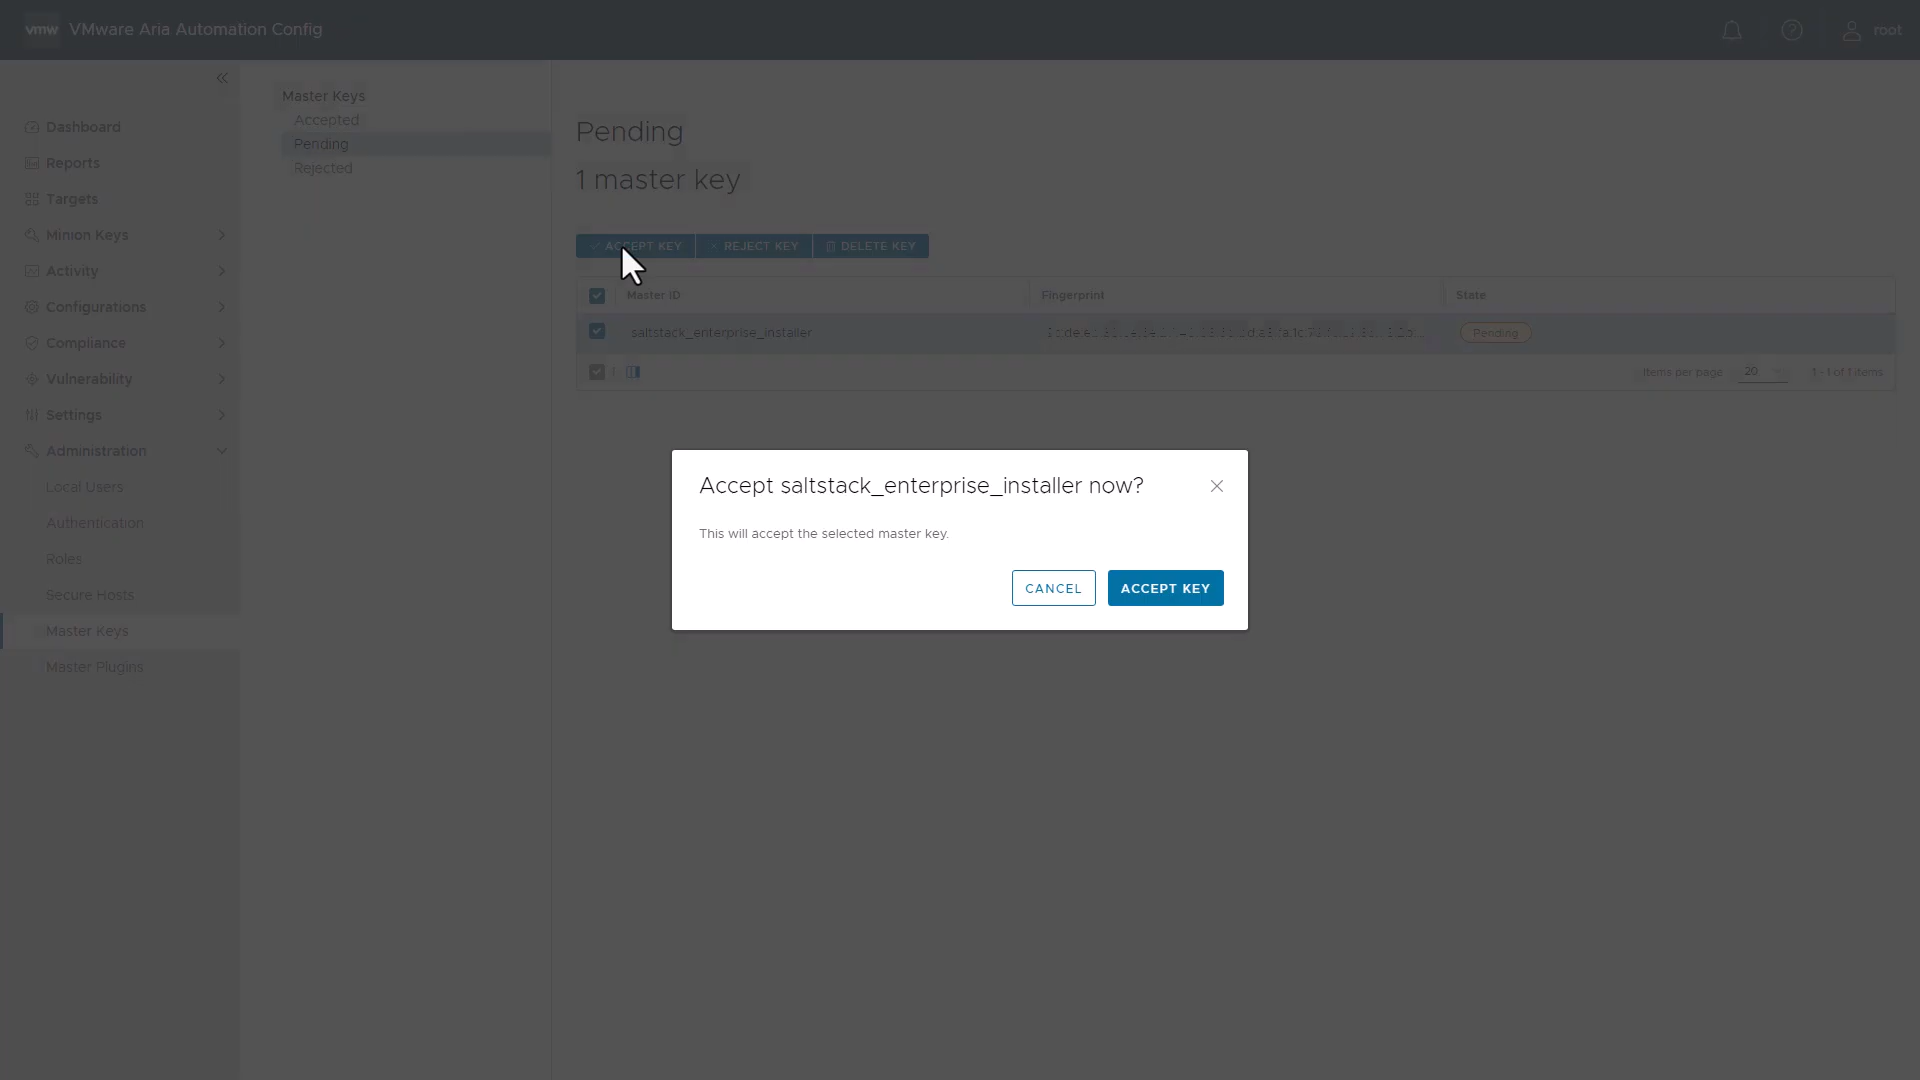 vmw VMware Aria Automation Config
root
Dashboard
Reports
Targets
Minion Keys
Activity
Configurations
Compliance
Vulnerability
Settings
Administration
Local Users
Authentication
Roles
Secure Hosts
Master Keys
Master Plugins
Master Keys
Accepted
Pending
Rejected
Pending
1 master key
ACCEPT KEY REJECT KEY DELETE KEY
Master ID Fingerprint State
saltstack_enterprise_installer Pending
Items per page 20 1 - 1 of 1 items
Accept saltstack_enterprise_installer now?
This will accept the selected master key.
CANCEL ACCEPT KEY